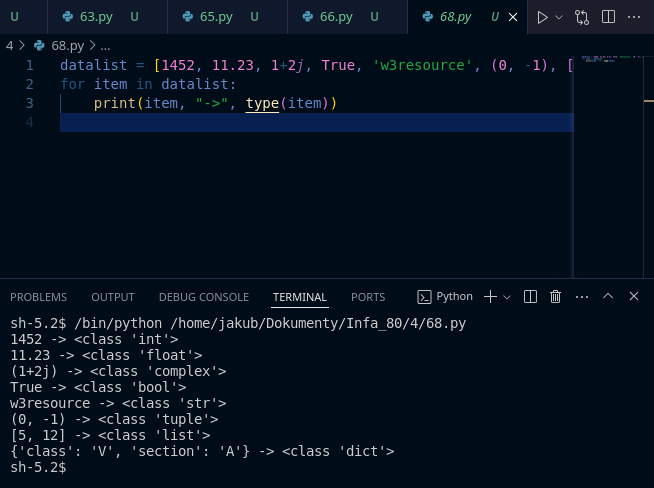 U 63.py U 65.py U 66.py U 68.py U
4 > 68.py > ...
1 datalist = [1452, 11.23, 1+2j, True, 'w3resource', (0, -1), [
2 for item in datalist:
3 print(item, "->", type(item))
4
PROBLEMS OUTPUT DEBUG CONSOLE TERMINAL PORTS Python
sh-5.2$ /bin/python /home/jakub/Dokumenty/Infa_80/4/68.py
1452 -> <class 'int'>
11.23 -> <class 'float'>
(1+2j) -> <class 'complex'>
True -> <class 'bool'>
w3resource -> <class 'str'>
(0, -1) -> <class 'tuple'>
[5, 12] -> <class 'list'>
{'class': 'V', 'section': 'A'} -> <class 'dict'>
sh-5.2$